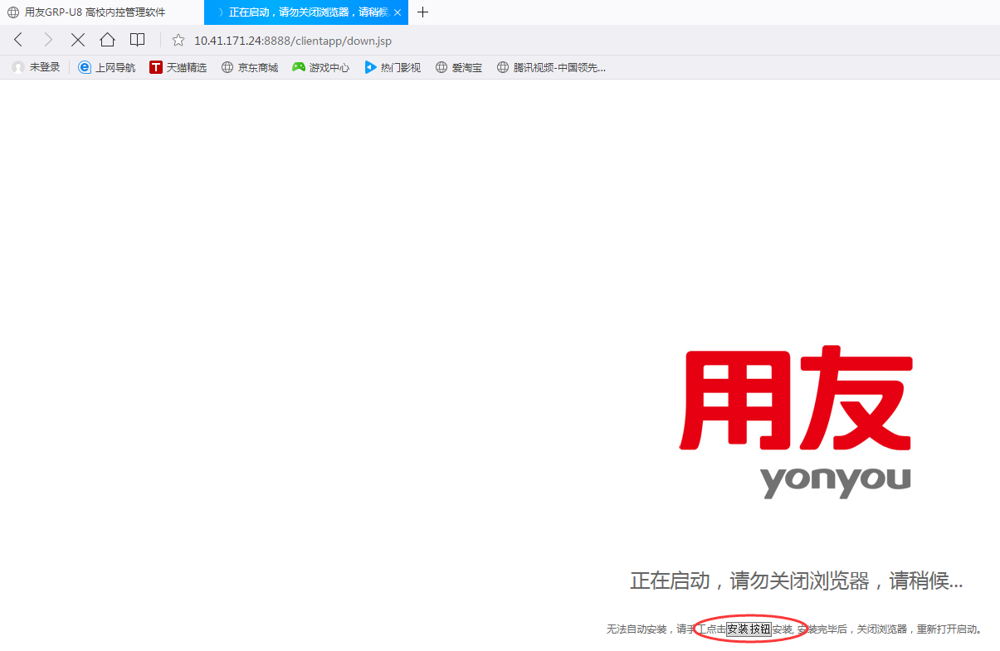 用友GRP-U8 高校内控管理软件
正在启动，请勿关闭浏览器，请稍候
10.41.171.24:8888/clientapp/down.jsp
未登录 上网导航 T 天猫精选 京东商城 游戏中心 热门影视 爱淘宝 腾讯视频-中国领先...
用友
yonyou
正在启动，请勿关闭浏览器，请稍候...
无法自动安装，请手工点击安装按钮安装, 安装完毕后，关闭浏览器，重新打开启动。